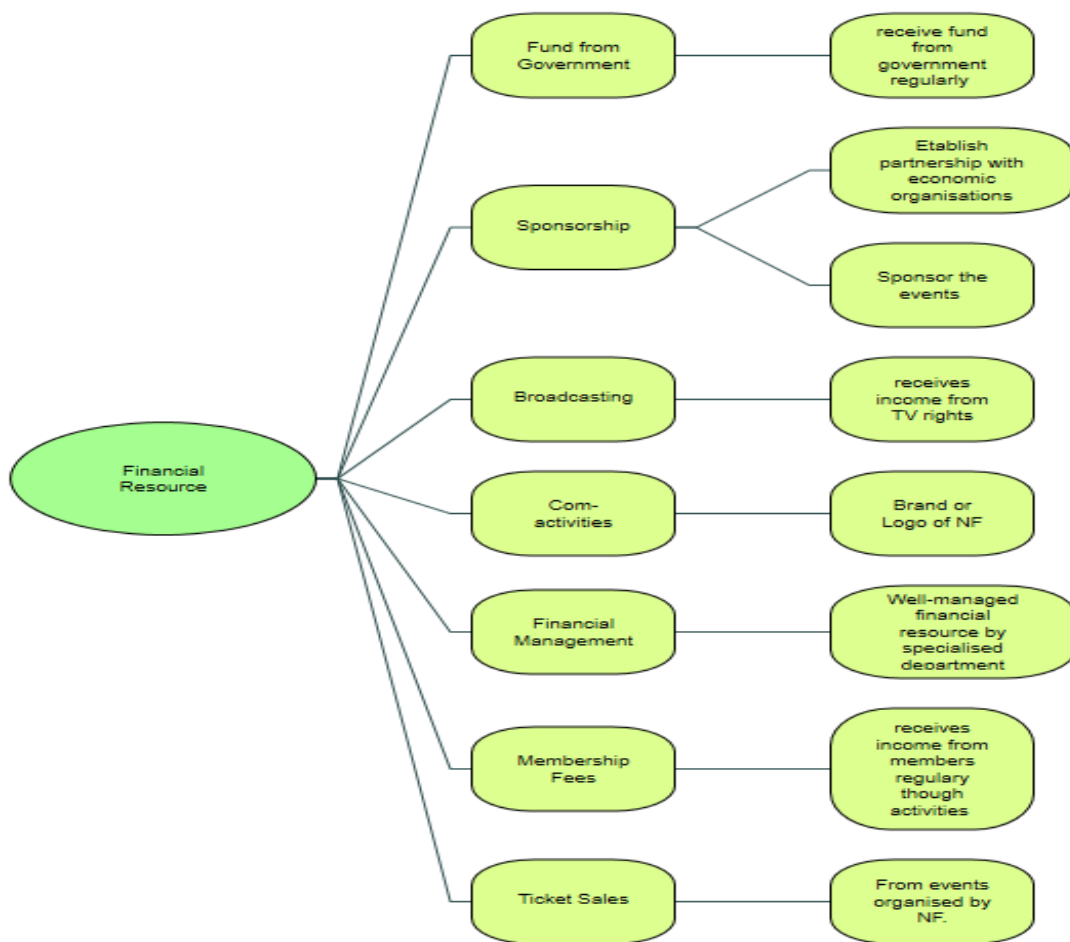 Fund from
Government
receive fund
from
government
regularly
Sponsorship
Etablish
partnership with
economic
organisations
Sponsor the
events
Broadcasting
receives
income from
TV rights
Financial
Resource
Com-
activities
Brand or
Logo of NF
Financial
Management
Well-managed
financial
resource by
specialised
department
Membership
Fees
receives
income from
members
regulary
though
activities
Ticket Sales
From events
organised by
NF.